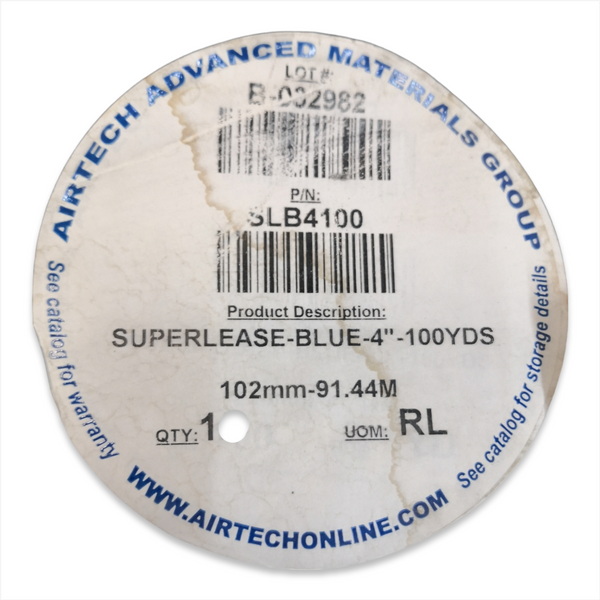 AIRTECH ADVANCED MATERIALS GROUP
LOT #:
B-032982
P/N:
SLB4100
Product Description:
SUPERLEASE-BLUE-4"-100YDS
102mm-91.44M
QTY: 1
UOM: RL
See catalog for warranty
See catalog for storage details
WWW.AIRTECHONLINE.COM